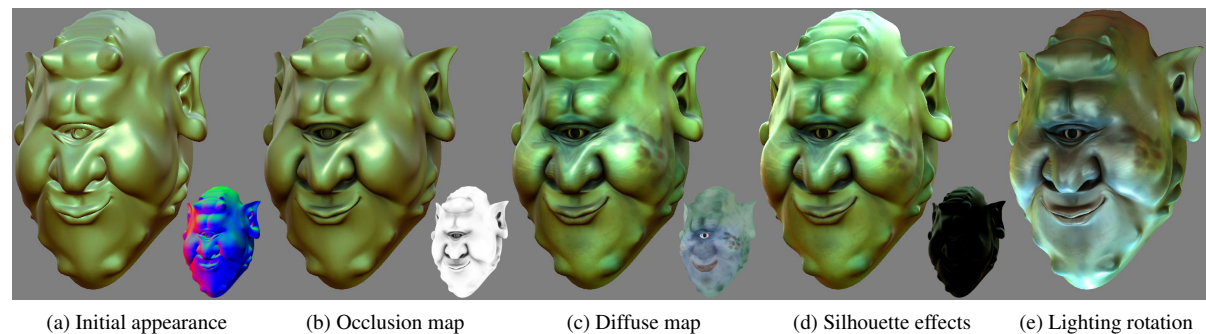 (a) Initial appearance
(b) Occlusion map
(c) Diffuse map
(d) Silhouette effects
(e) Lighting rotation